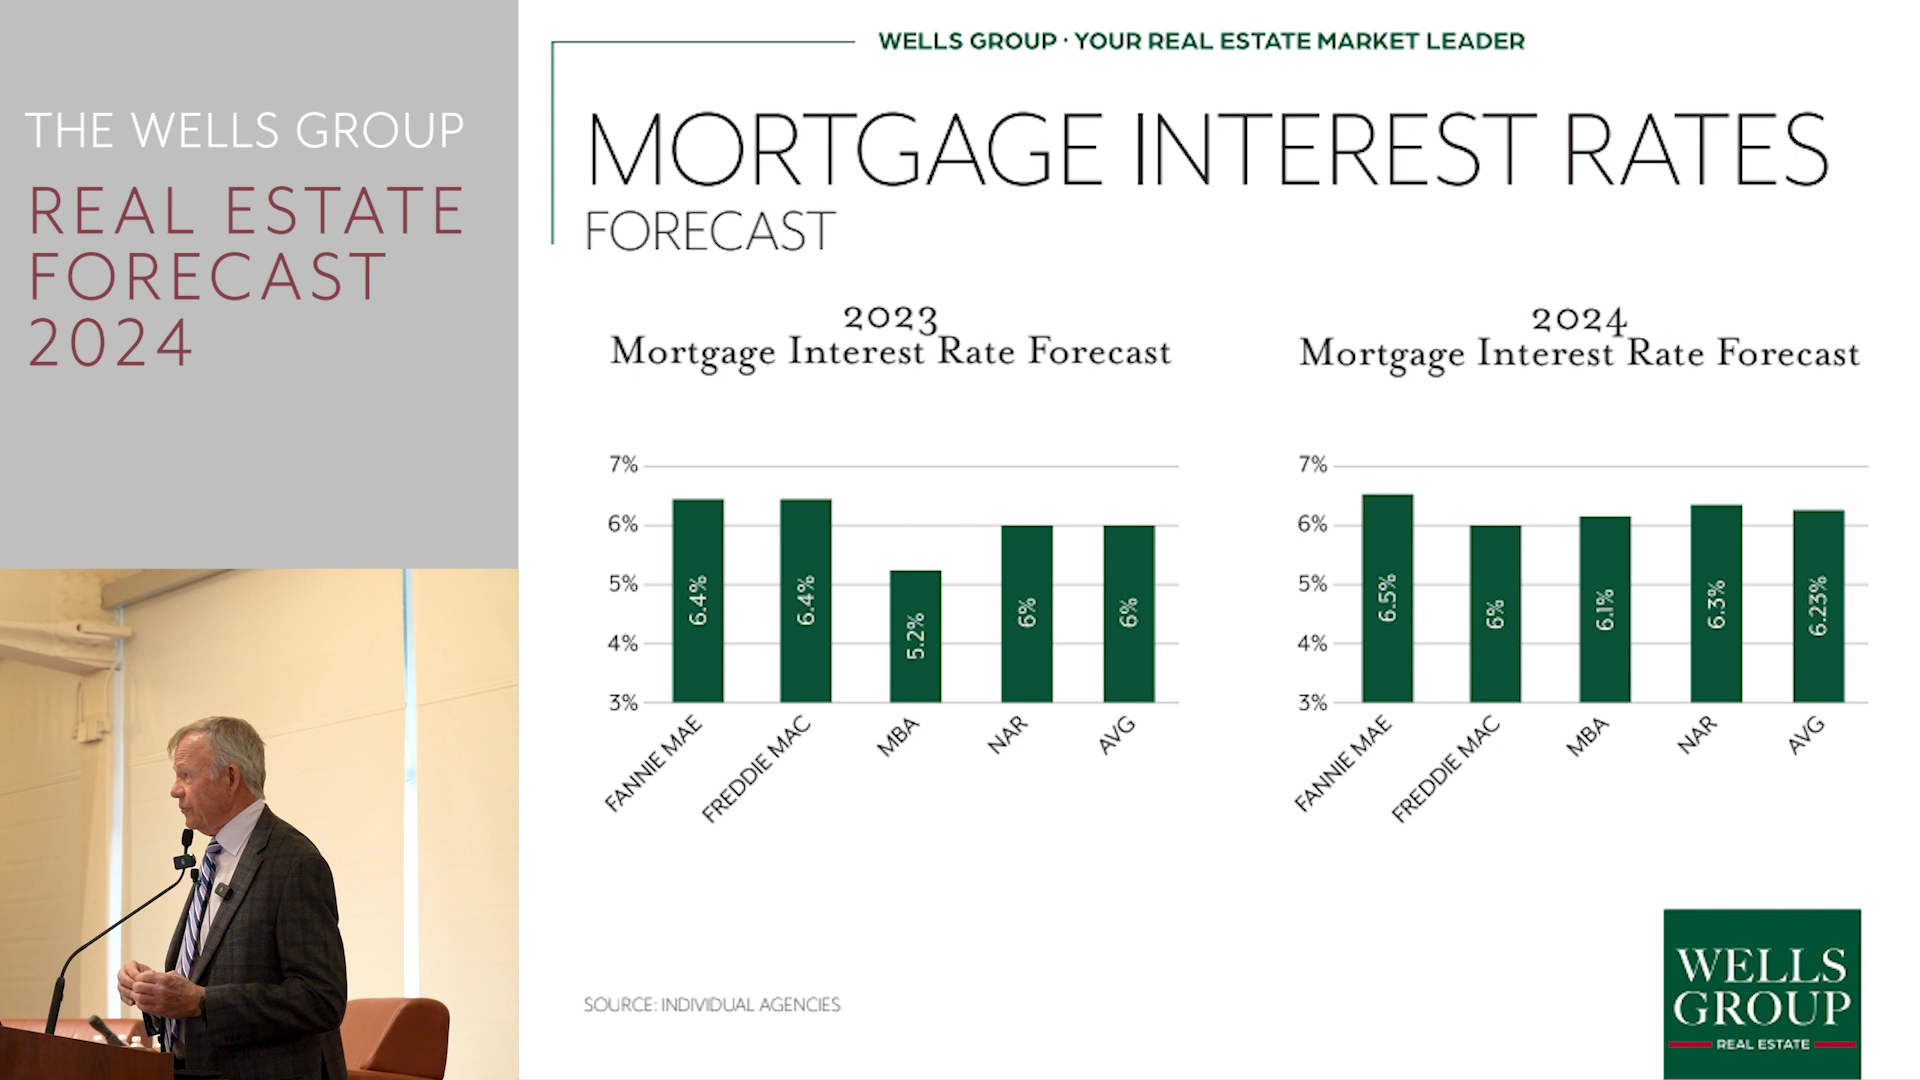 THE WELLS GROUP
REAL ESTATE
FORECAST
2024
WELLS GROUP · YOUR REAL ESTATE MARKET LEADER
MORTGAGE INTEREST RATES
FORECAST
2023
Mortgage Interest Rate Forecast
7%
6%
5%
4%
3%
6.4%
6.4%
5.2%
6%
6%
FANNIE MAE
FREDDIE MAC
MBA
NAR
AVG
2024
Mortgage Interest Rate Forecast
7%
6%
5%
4%
3%
6.5%
6%
6.1%
6.3%
6.23%
FANNIE MAE
FREDDIE MAC
MBA
NAR
AVG
SOURCE: INDIVIDUAL AGENCIES
WELLS
GROUP
REAL ESTATE